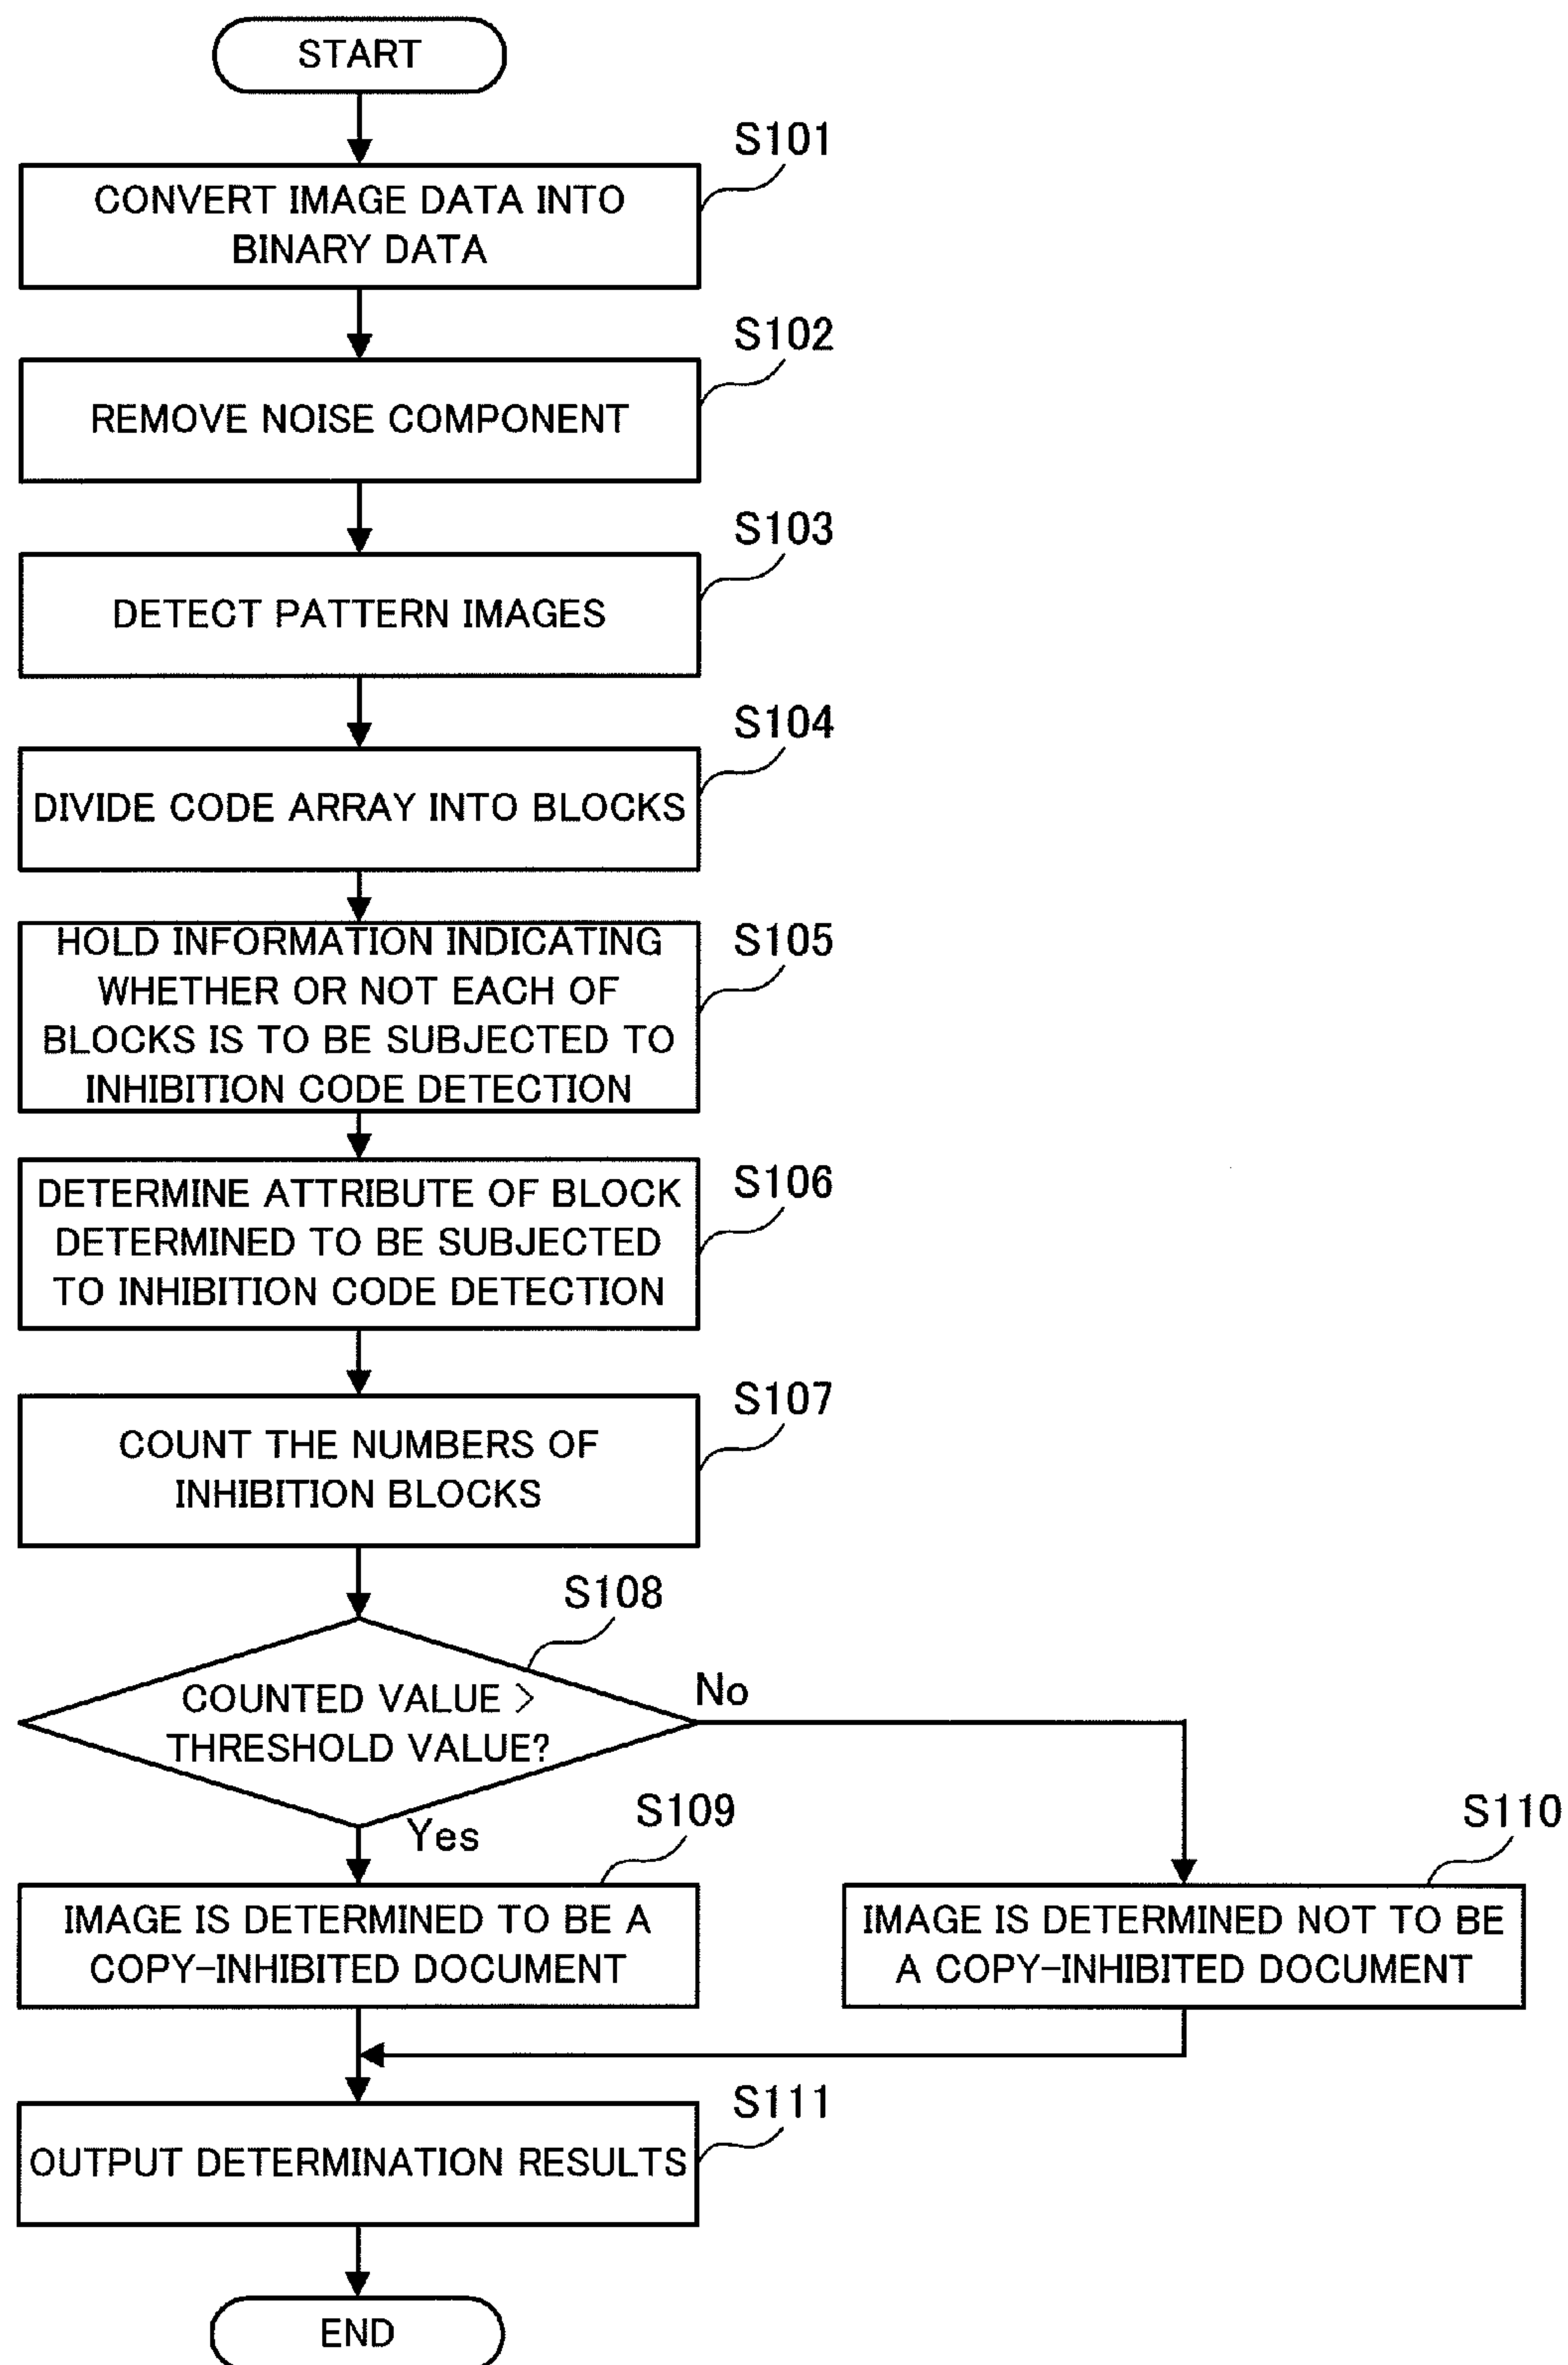 START
S101
CONVERT IMAGE DATA INTO
BINARY DATA
S102
REMOVE NOISE COMPONENT
S103
DETECT PATTERN IMAGES
S104
DIVIDE CODE ARRAY INTO BLOCKS
S105
HOLD INFORMATION INDICATING
WHETHER OR NOT EACH OF
BLOCKS IS TO BE SUBJECTED TO
INHIBITION CODE DETECTION
S106
DETERMINE ATTRIBUTE OF BLOCK
DETERMINED TO BE SUBJECTED
TO INHIBITION CODE DETECTION
S107
COUNT THE NUMBERS OF
INHIBITION BLOCKS
S108
COUNTED VALUE >
THRESHOLD VALUE?
No
Yes
S109
IMAGE IS DETERMINED TO BE A
COPY-INHIBITED DOCUMENT
S110
IMAGE IS DETERMINED NOT TO BE
A COPY-INHIBITED DOCUMENT
S111
OUTPUT DETERMINATION RESULTS
END